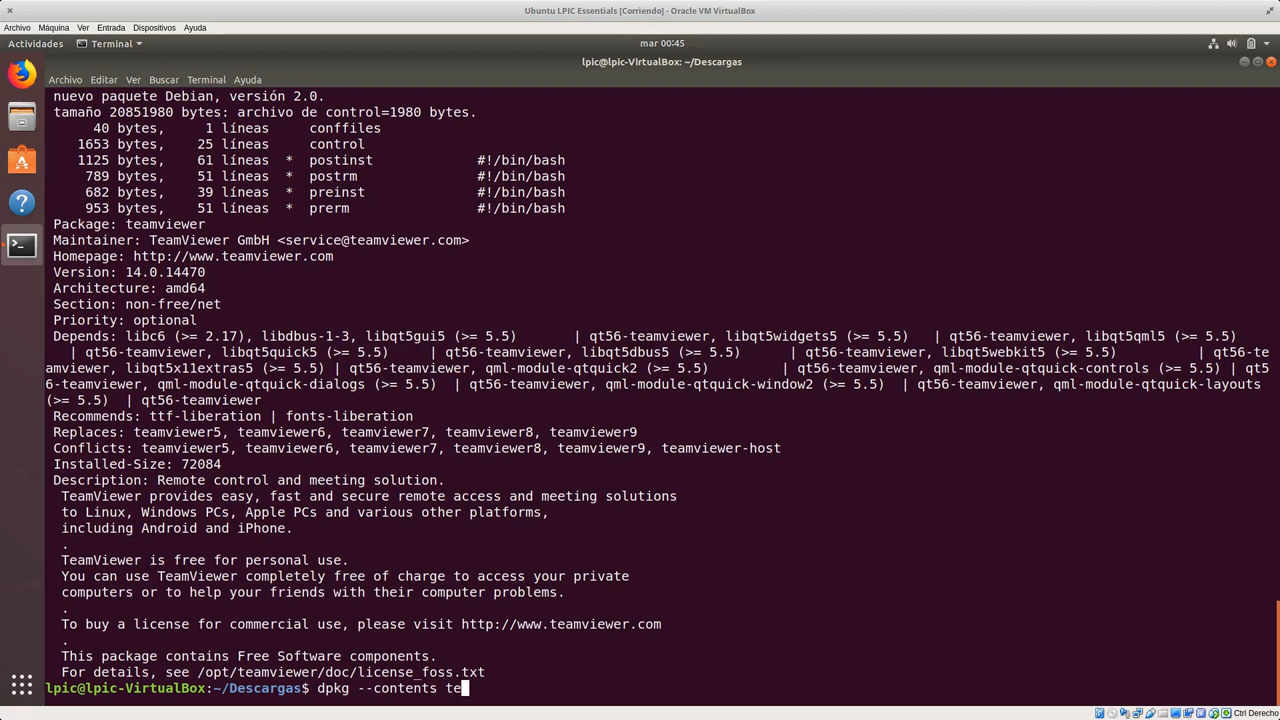 Ubuntu LPIC Essentials [Corriendo] - Oracle VM VirtualBox
Archivo Máquina Ver Entrada Dispositivos Ayuda
Actividades Terminal mar 00:45
lpic@lpic-VirtualBox: ~/Descargas
Archivo Editar Ver Buscar Terminal Ayuda
nuevo paquete Debian, versión 2.0.
tamaño 20851980 bytes: archivo de control=1980 bytes.
40 bytes, 1 líneas conffiles
1653 bytes, 25 líneas control
1125 bytes, 61 líneas * postinst #!/bin/bash
789 bytes, 51 líneas * postrm #!/bin/bash
682 bytes, 39 líneas * preinst #!/bin/bash
953 bytes, 51 líneas * prerm #!/bin/bash
Package: teamviewer
Maintainer: TeamViewer GmbH <service@teamviewer.com>
Homepage: http://www.teamviewer.com
Version: 14.0.14470
Architecture: amd64
Section: non-free/net
Priority: optional
Depends: libc6 (>= 2.17), libdbus-1-3, libqt5gui5 (>= 5.5) | qt56-teamviewer, libqt5widgets5 (>= 5.5) | qt56-teamviewer, libqt5qml5 (>= 5.5)
| qt56-teamviewer, libqt5quick5 (>= 5.5) | qt56-teamviewer, libqt5dbus5 (>= 5.5) | qt56-teamviewer, libqt5webkit5 (>= 5.5) | qt56-te
amviewer, libqt5x11extras5 (>= 5.5) | qt56-teamviewer, qml-module-qtquick2 (>= 5.5) | qt56-teamviewer, qml-module-qtquick-controls (>= 5.5) | qt5
6-teamviewer, qml-module-qtquick-dialogs (>= 5.5) | qt56-teamviewer, qml-module-qtquick-window2 (>= 5.5) | qt56-teamviewer, qml-module-qtquick-layouts
(>= 5.5) | qt56-teamviewer
Recommends: ttf-liberation | fonts-liberation
Replaces: teamviewer5, teamviewer6, teamviewer7, teamviewer8, teamviewer9
Conflicts: teamviewer5, teamviewer6, teamviewer7, teamviewer8, teamviewer9, teamviewer-host
Installed-Size: 72084
Description: Remote control and meeting solution.
TeamViewer provides easy, fast and secure remote access and meeting solutions
to Linux, Windows PCs, Apple PCs and various other platforms,
including Android and iPhone.
.
TeamViewer is free for personal use.
You can use TeamViewer completely free of charge to access your private
computers or to help your friends with their computer problems.
.
To buy a license for commercial use, please visit http://www.teamviewer.com
.
This package contains Free Software components.
For details, see /opt/teamviewer/doc/license_foss.txt
lpic@lpic-VirtualBox:~/Descargas$ dpkg --contents te
Ctrl Derecho